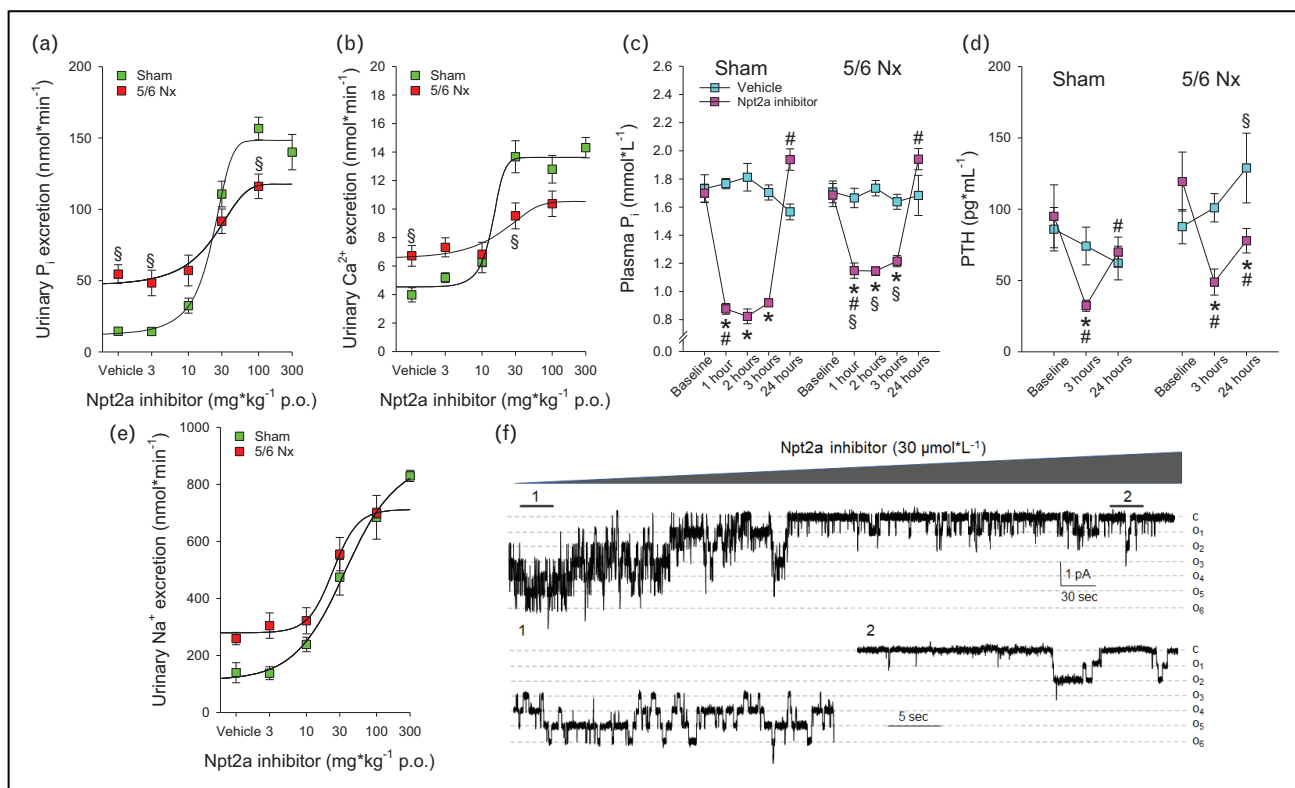 (a)
Sham
5/6 Nx
Urinary Pᵢ excretion (nmol*min⁻¹)
200
150
100
50
0
Vehicle 3 10 30 100 300
Npt2a inhibitor (mg*kg⁻¹ p.o.)
(b)
Sham
5/6 Nx
Urinary Ca²⁺ excretion (nmol*min⁻¹)
20
18
16
14
12
10
8
6
4
2
0
Vehicle 3 10 30 100 300
Npt2a inhibitor (mg*kg⁻¹ p.o.)
§
§
§
§
§
(c)
Sham 5/6 Nx
Vehicle
Npt2a inhibitor
Plasma Pᵢ (mmol*L⁻¹)
2.6
2.4
2.2
2.0
1.8
1.6
1.4
1.2
1.0
0.8
0.0
#
#
*
#
*
*
*
#
§
*
§
*
§
Baseline
1 hour
2 hours
3 hours
24 hours
Baseline
1 hour
2 hours
3 hours
24 hours
(d)
Sham 5/6 Nx
PTH (pg*mL⁻¹)
200
150
100
50
0
§
#
*
#
*
#
*
#
Baseline
3 hours
24 hours
Baseline
3 hours
24 hours
(e)
Sham
5/6 Nx
Urinary Na⁺ excretion (nmol*min⁻¹)
1000
800
600
400
200
0
Vehicle 3 10 30 100 300
Npt2a inhibitor (mg*kg⁻¹ p.o.)
(f)
Npt2a inhibitor (30 µmol*L⁻¹)
1 2
c
o₁
o₂
o₃
o₄
o₅
o₆
1 pA
30 sec
1 2
c
o₁
o₂
o₃
o₄
o₅
o₆
5 sec